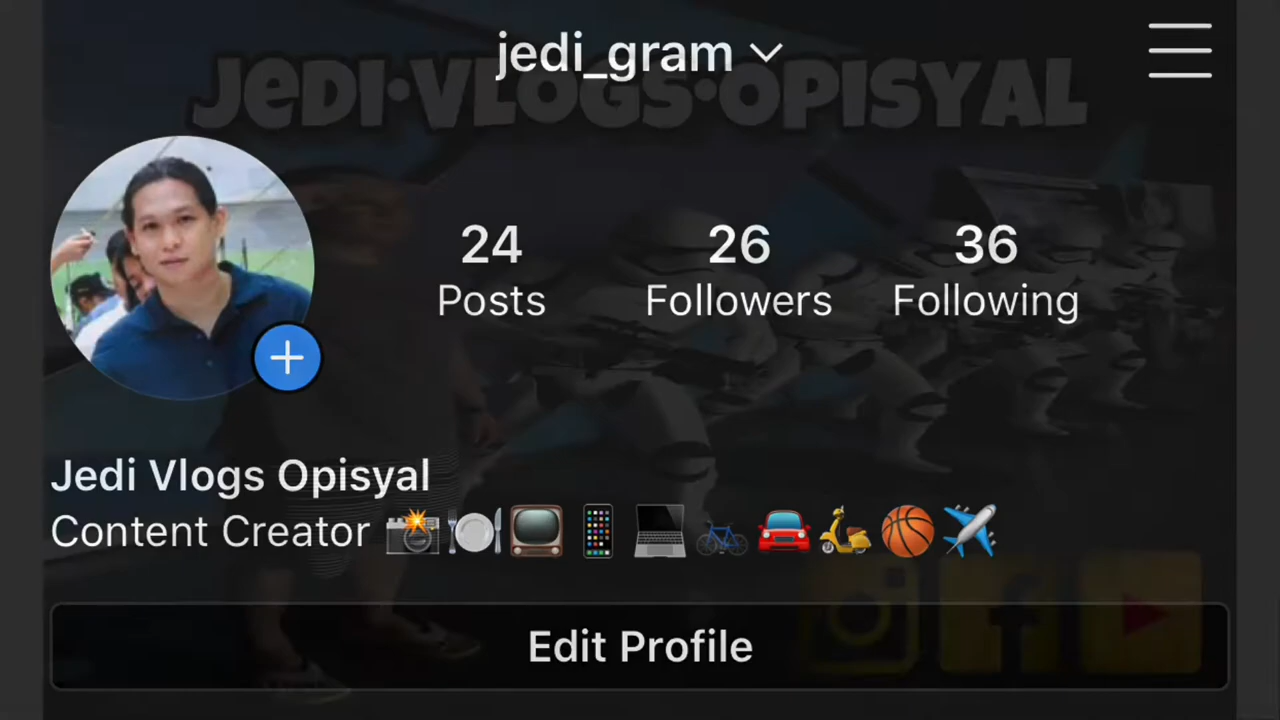 jedi_gram
JeDI·VLOGS·OPISYAL
24
Posts
26
Followers
36
Following
Jedi Vlogs Opisyal
Content Creator 📸🍽️📺📱💻🚲🚘🛵🏀✈️
Edit Profile